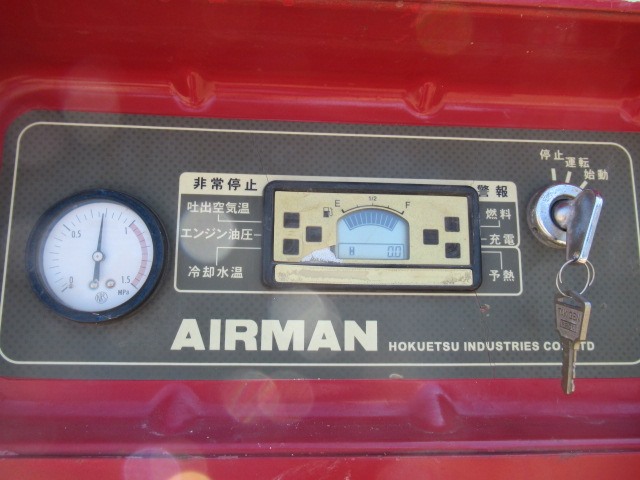 停止
運転
始動
非常停止
警報
吐出空気温
エンジン油圧
冷却水温
E 1/2 F
H 0.0
燃料
充電
予熱
0 0.5 1 1.5
MPa
AIRMAN
HOKUETSU INDUSTRIES CO., LTD